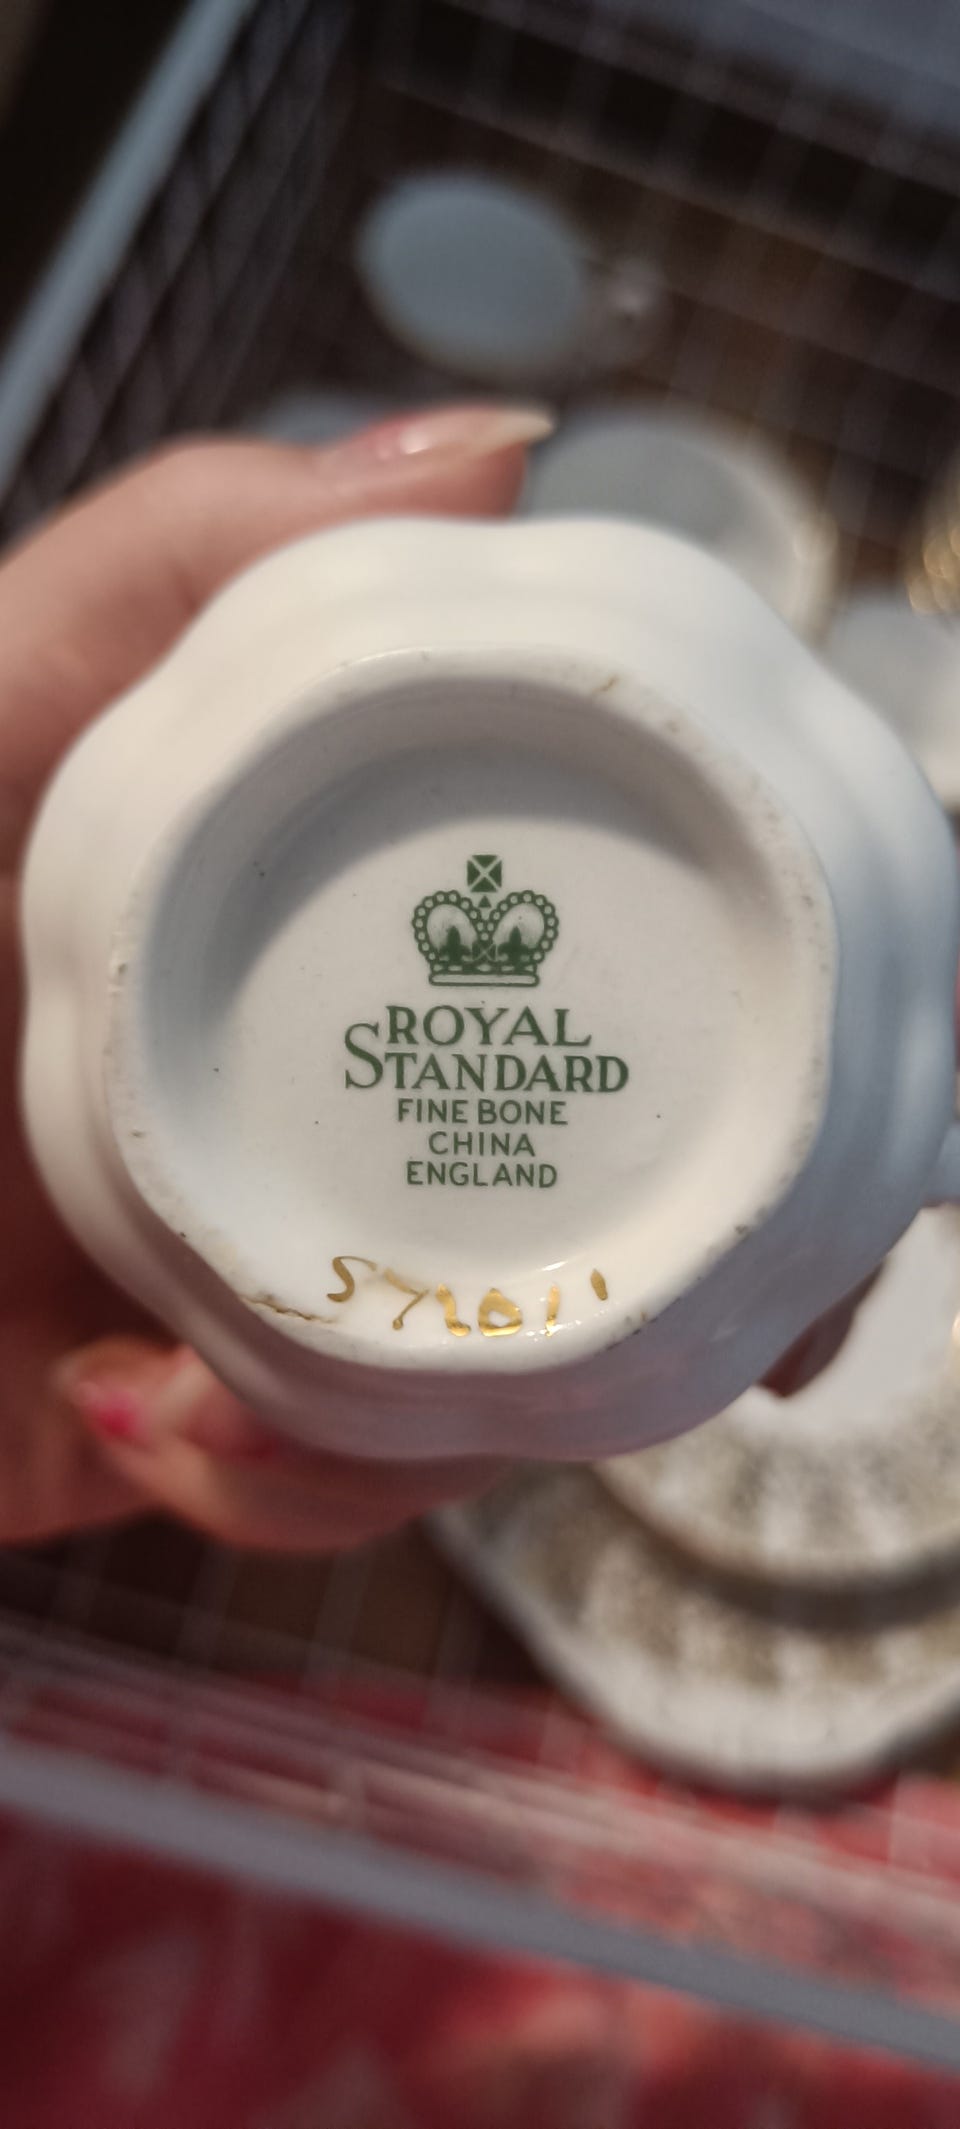 ROYAL
STANDARD
FINE BONE
CHINA
ENGLAND